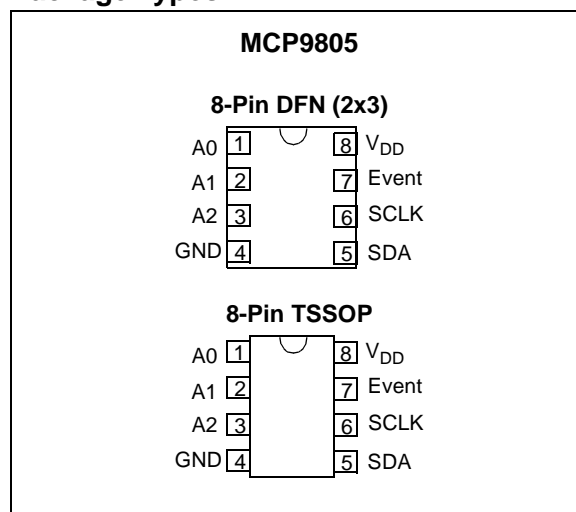 MCP9805
8-Pin DFN (2x3)
A0 1 8 VDD
A1 2 7 Event
A2 3 6 SCLK
GND 4 5 SDA
8-Pin TSSOP
A0 1 8 VDD
A1 2 7 Event
A2 3 6 SCLK
GND 4 5 SDA